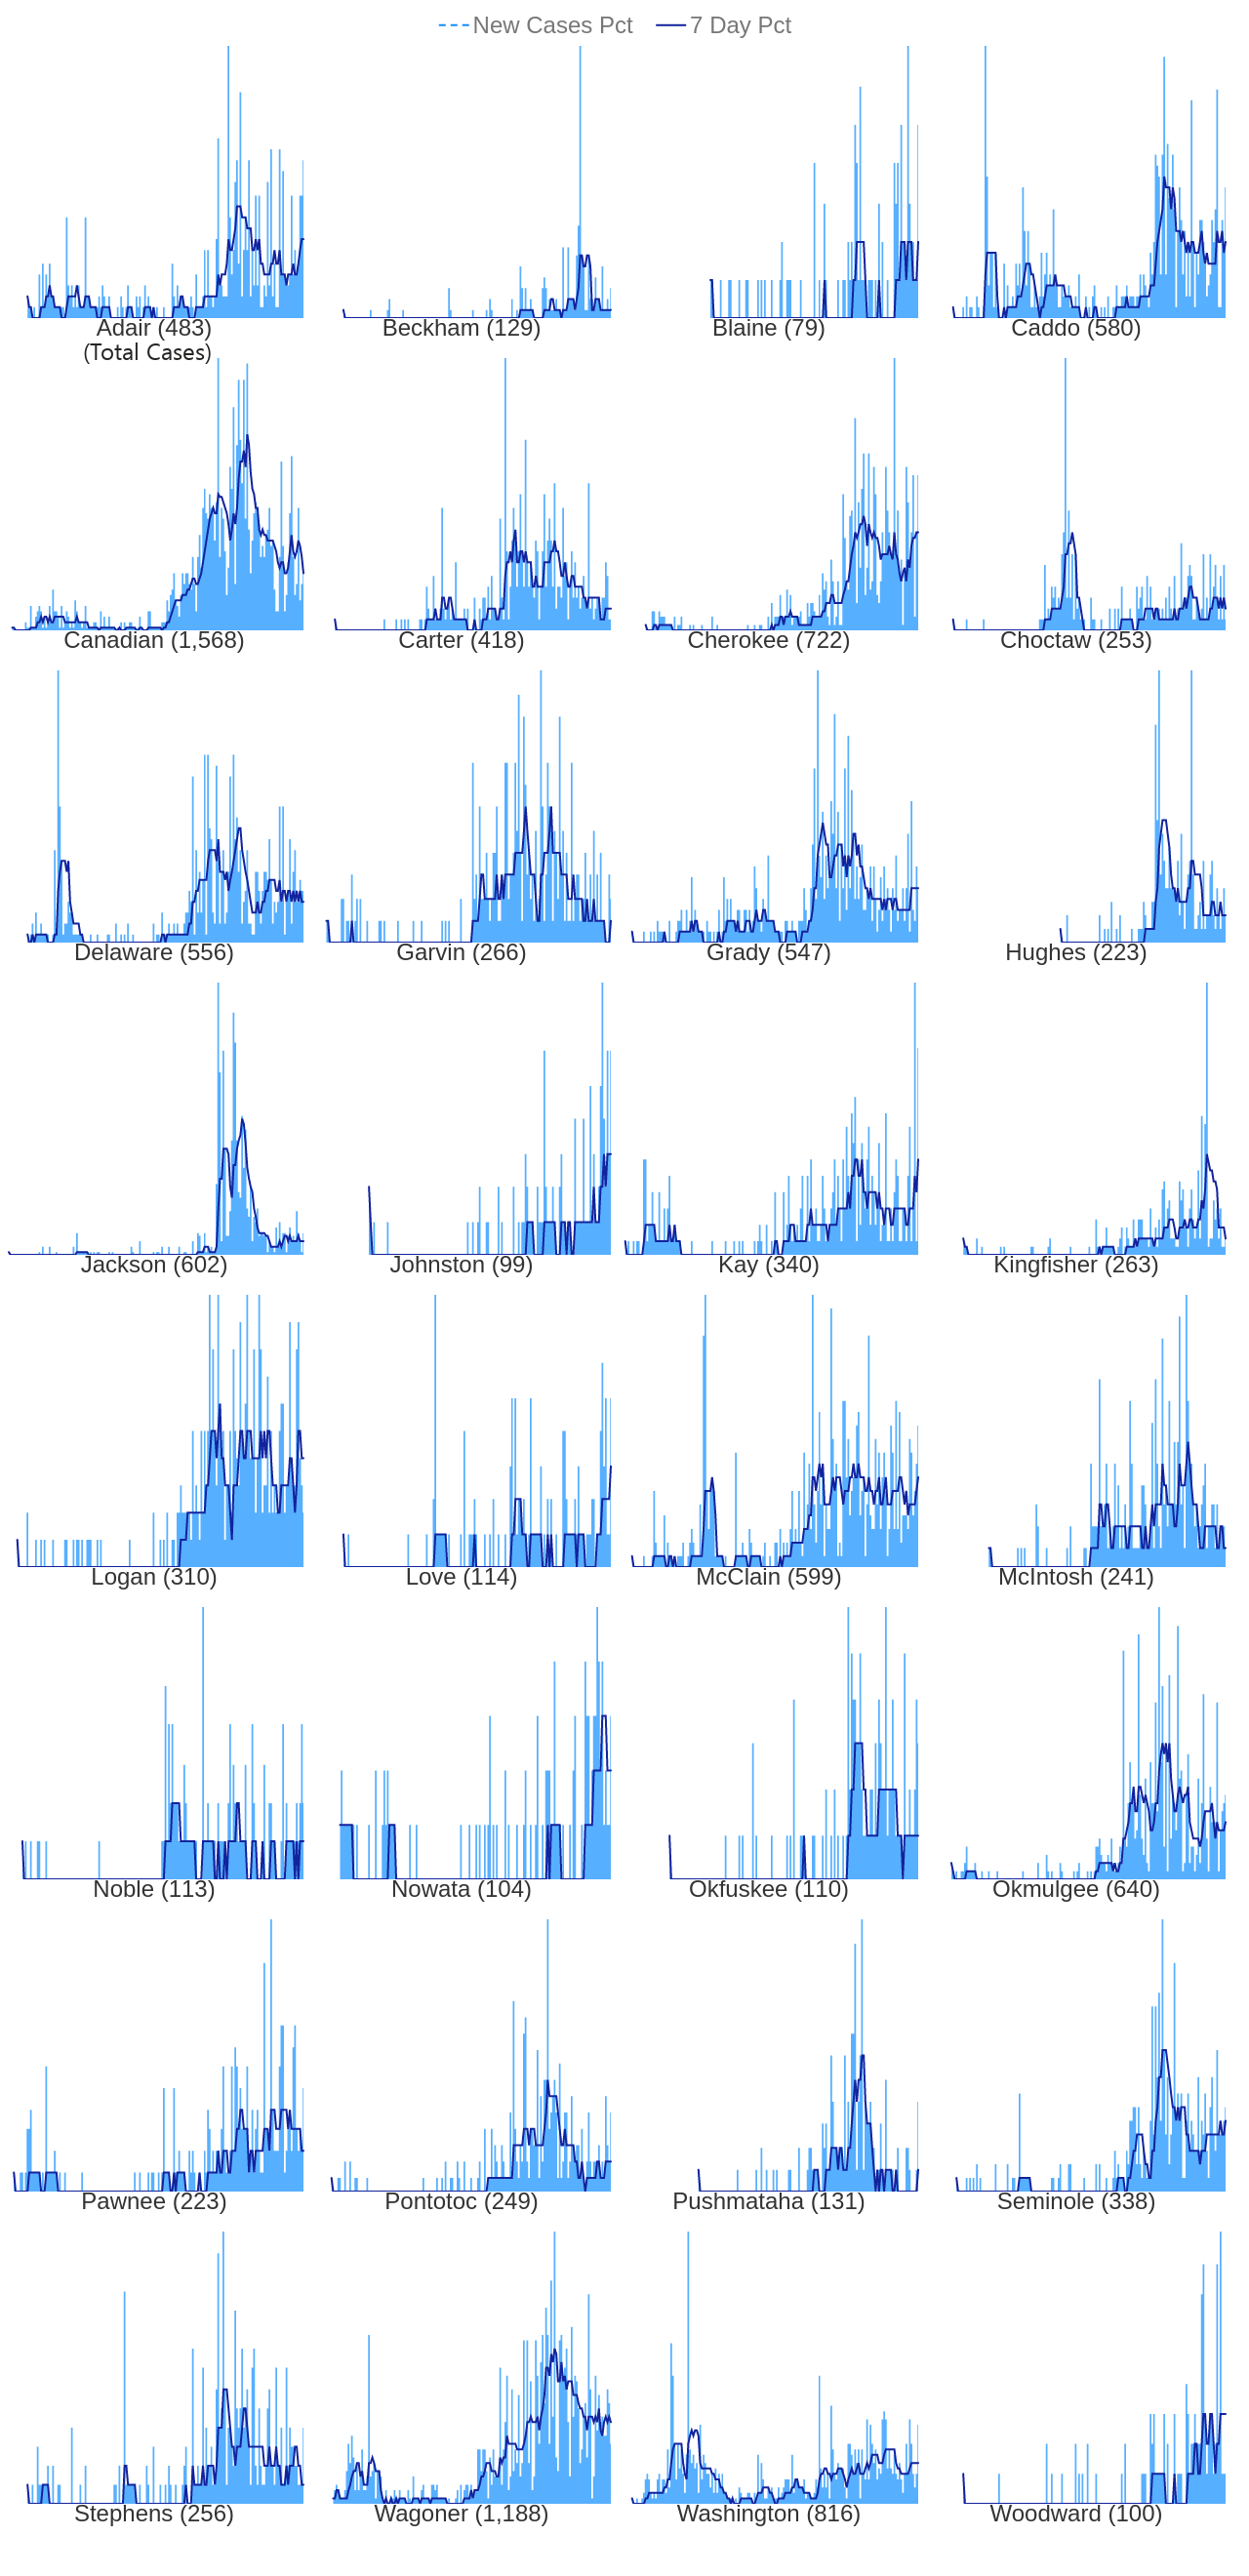 New Cases Pct 7 Day Pct
Adair (483) Beckham (129) Blaine (79) Caddo (580)
(Total Cases)
Canadian (1,568) Carter (418) Cherokee (722) Choctaw (253)
Delaware (556) Garvin (266) Grady (547) Hughes (223)
Jackson (602) Johnston (99) Kay (340) Kingfisher (263)
Logan (310) Love (114) McClain (599) McIntosh (241)
Noble (113) Nowata (104) Okfuskee (110) Okmulgee (640)
Pawnee (223) Pontotoc (249) Pushmataha (131) Seminole (338)
Stephens (256) Wagoner (1,188) Washington (816) Woodward (100)